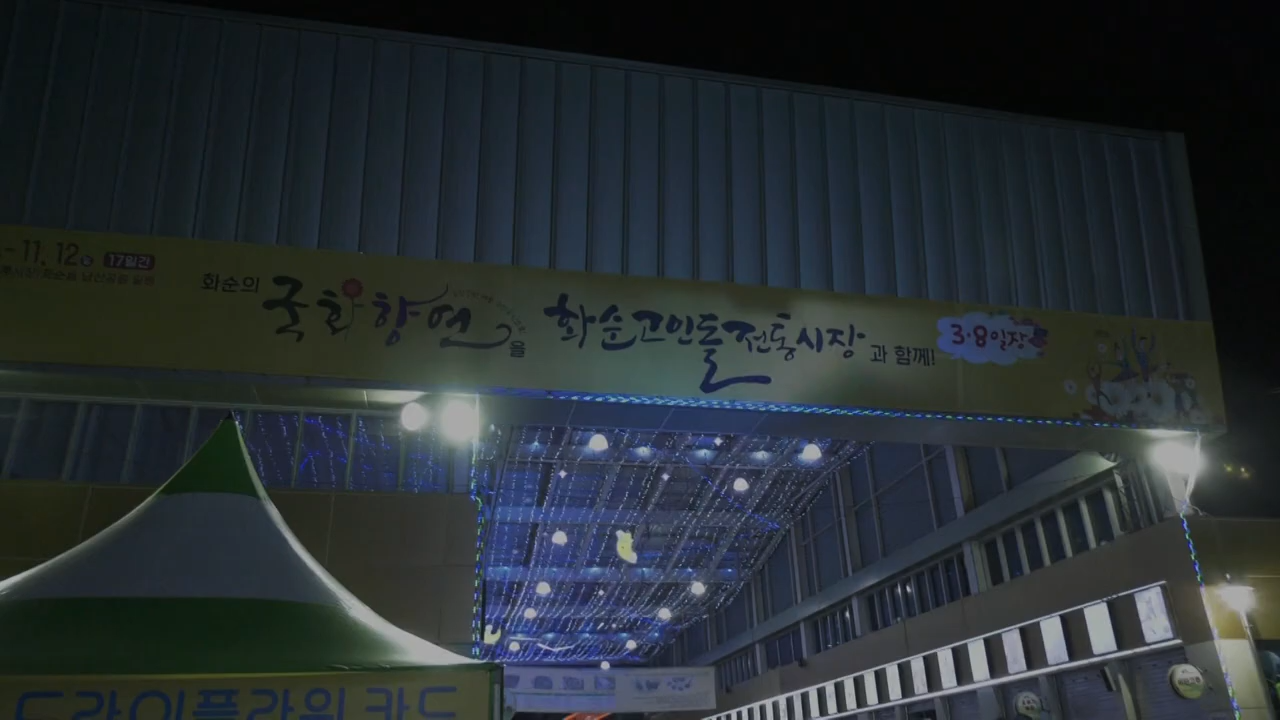 - 11. 12 17일간
화순의 국화향연을 화순고인돌전통시장과 함께! 3·8일장
드라이플라워 카드